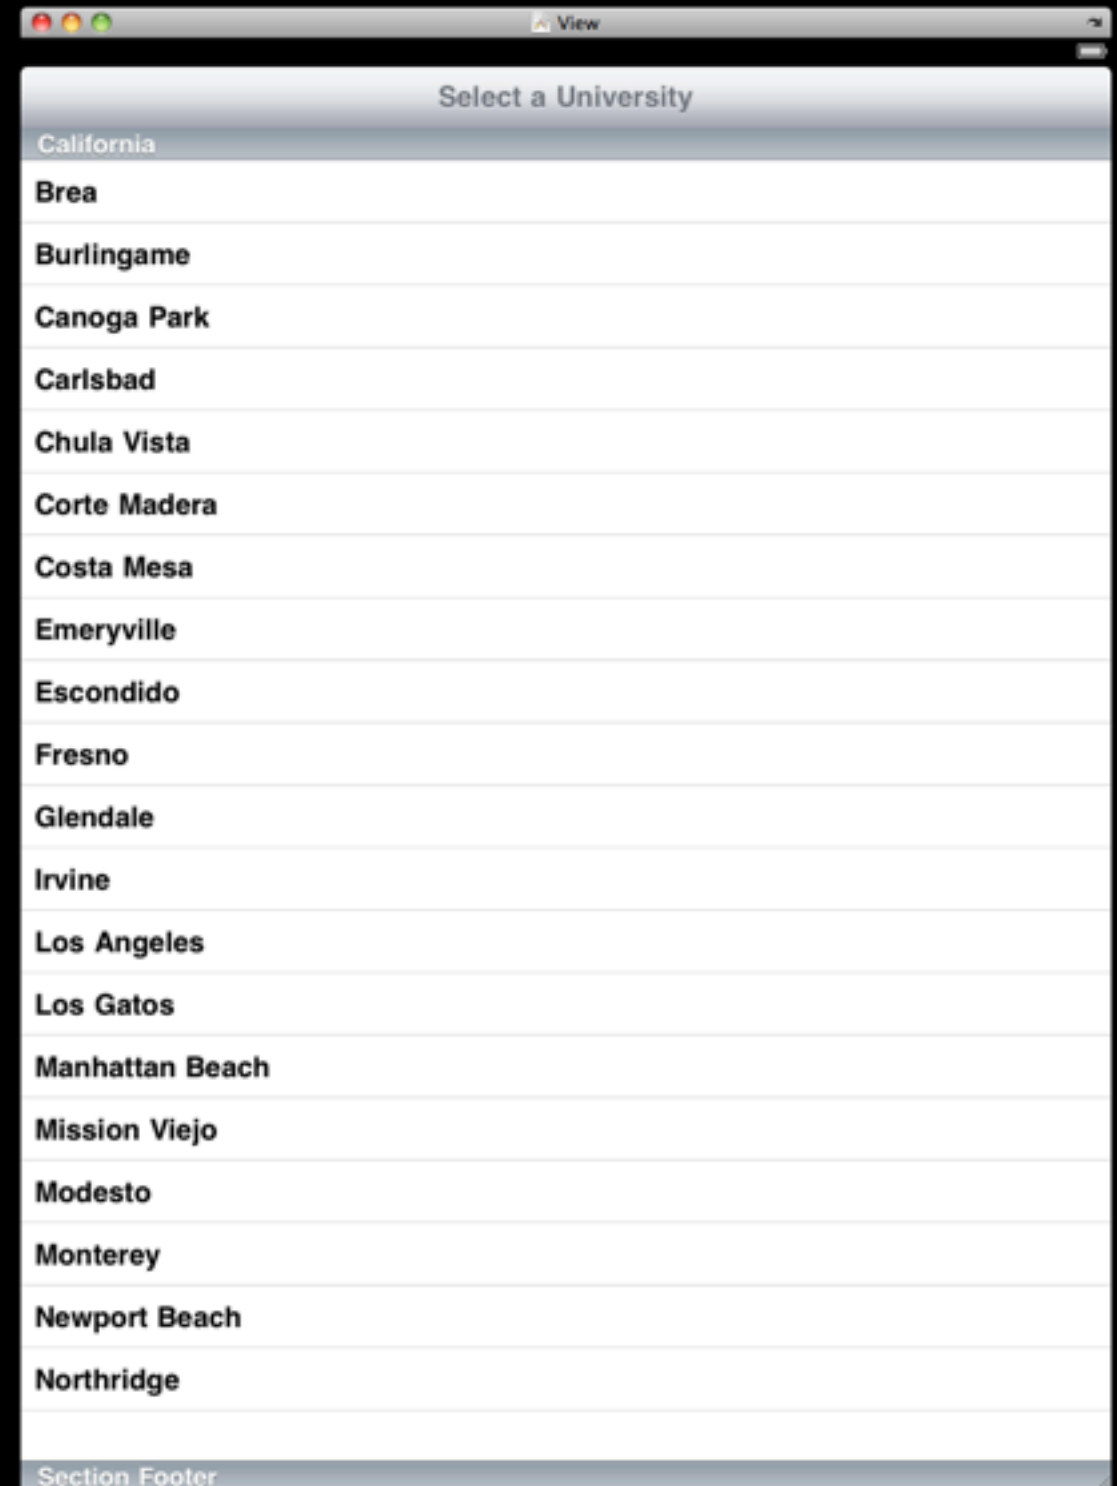 View
Select a University
California
Brea
Burlingame
Canoga Park
Carlsbad
Chula Vista
Corte Madera
Costa Mesa
Emeryville
Escondido
Fresno
Glendale
Irvine
Los Angeles
Los Gatos
Manhattan Beach
Mission Viejo
Modesto
Monterey
Newport Beach
Northridge
Section Footer